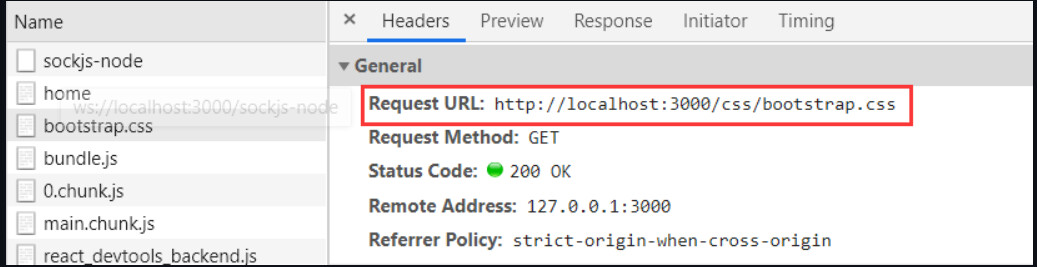 Name
sockjs-node
home
ws://localhost:3000/sockjs-node
bootstrap.css
bundle.js
0.chunk.js
main.chunk.js
react_devtools_backend.js
× Headers Preview Response Initiator Timing
▼ General
Request URL: http://localhost:3000/css/bootstrap.css
Request Method: GET
Status Code: 200 OK
Remote Address: 127.0.0.1:3000
Referrer Policy: strict-origin-when-cross-origin